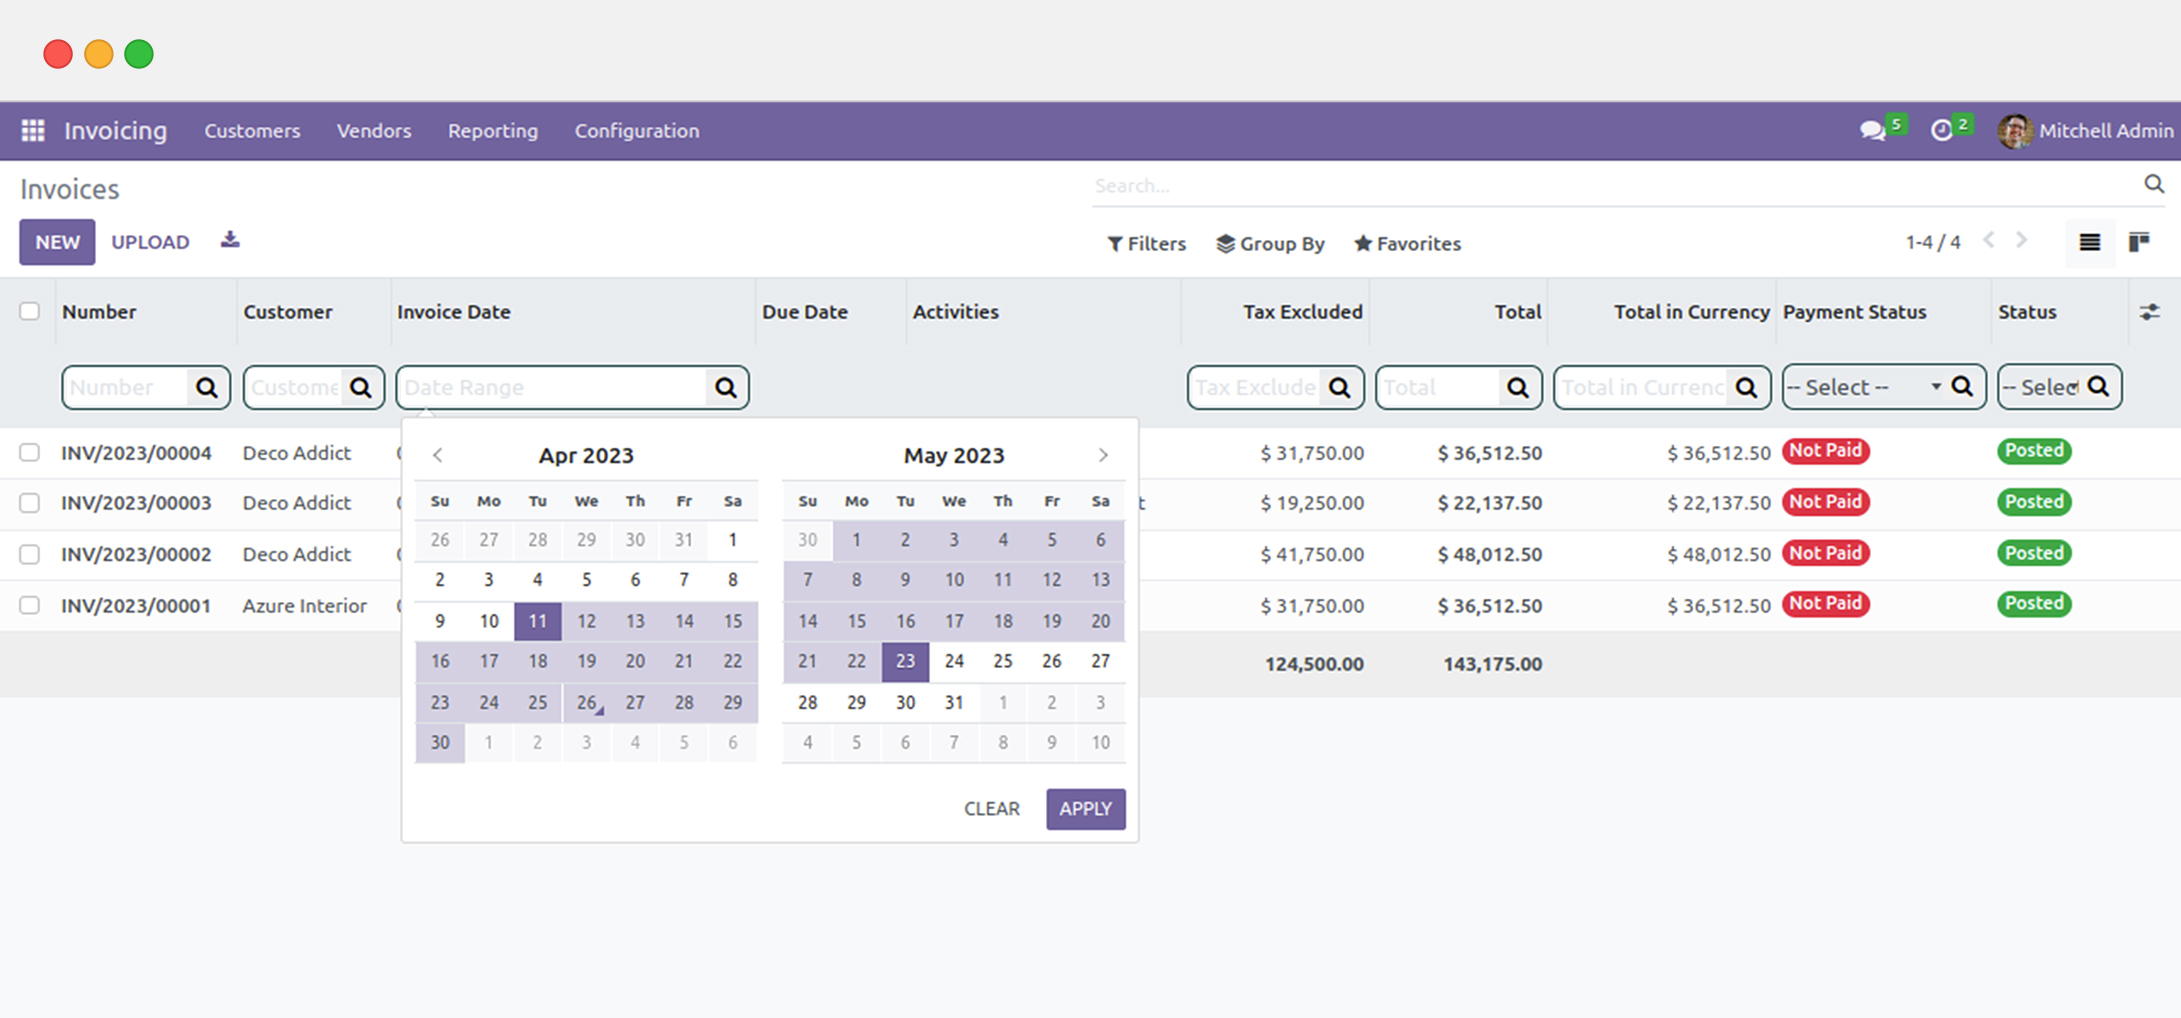 Invoicing Customers Vendors Reporting Configuration 5 2 Mitchell Admin
Invoices Search...
NEW UPLOAD Filters Group By Favorites 1-4 / 4
Number Customer Invoice Date Due Date Activities Tax Excluded Total Total in Currency Payment Status Status
Number Custome Date Range Tax Exclude Total Total in Currenc -- Select -- -- Selec
INV/2023/00004 Deco Addict $ 31,750.00 $ 36,512.50 $ 36,512.50 Not Paid Posted
INV/2023/00003 Deco Addict t $ 19,250.00 $ 22,137.50 $ 22,137.50 Not Paid Posted
INV/2023/00002 Deco Addict $ 41,750.00 $ 48,012.50 $ 48,012.50 Not Paid Posted
INV/2023/00001 Azure Interior $ 31,750.00 $ 36,512.50 $ 36,512.50 Not Paid Posted
124,500.00 143,175.00
Apr 2023
Su Mo Tu We Th Fr Sa
26 27 28 29 30 31 1
2 3 4 5 6 7 8
9 10 11 12 13 14 15
16 17 18 19 20 21 22
23 24 25 26 27 28 29
30 1 2 3 4 5 6
May 2023
Su Mo Tu We Th Fr Sa
30 1 2 3 4 5 6
7 8 9 10 11 12 13
14 15 16 17 18 19 20
21 22 23 24 25 26 27
28 29 30 31 1 2 3
4 5 6 7 8 9 10
CLEAR APPLY